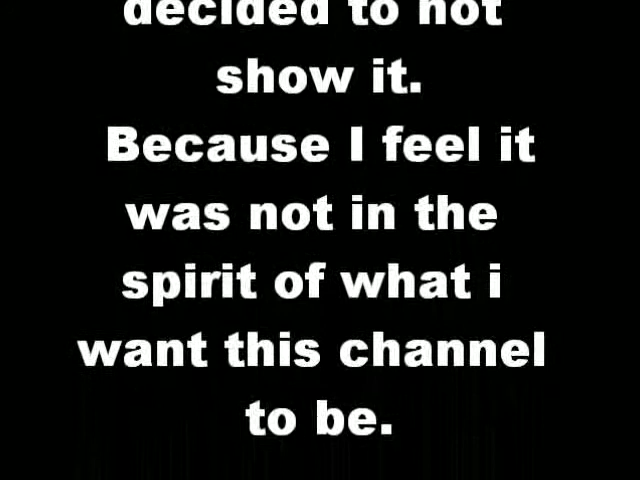 decided to not
show it.
Because I feel it
was not in the
spirit of what i
want this channel
to be.